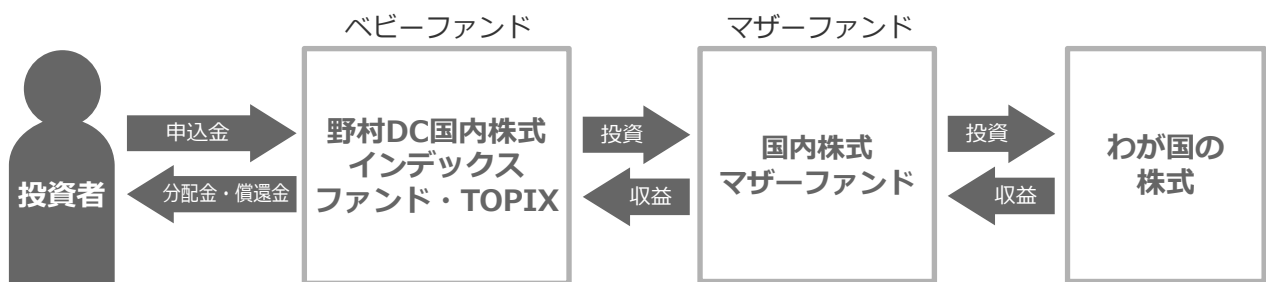 ベビーファンド
マザーファンド
投資者
申込金
分配金・償還金
野村DC国内株式
インデックス
ファンド・TOPIX
投資
収益
国内株式
マザーファンド
投資
収益
わが国の
株式